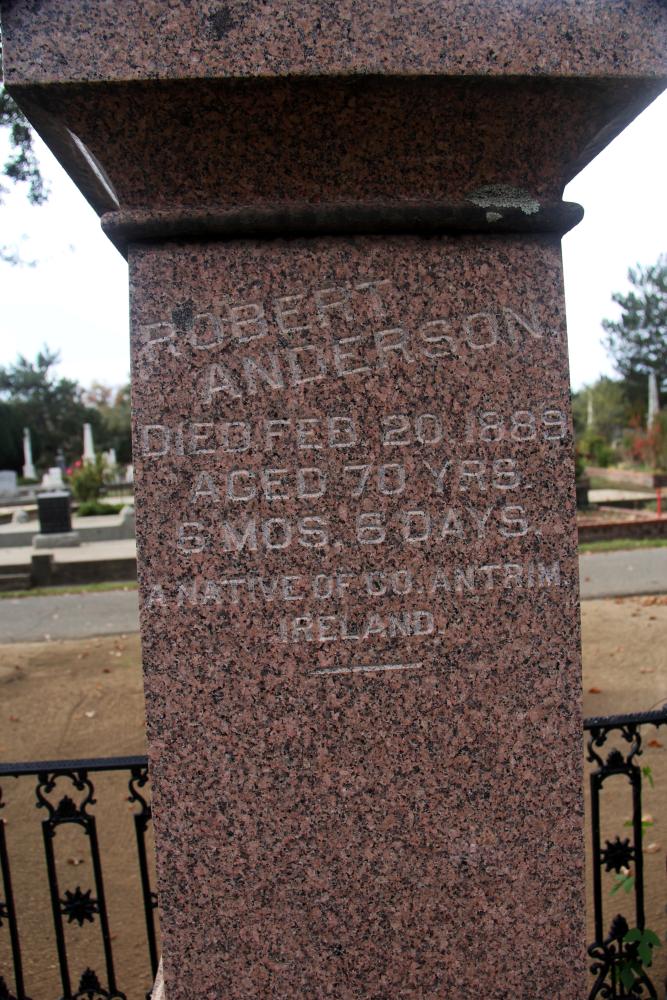 ROBERT
ANDERSON
DIED FEB. 20. 1889
AGED 70 YRS.
6 MOS. 6 DAYS.
A NATIVE OF CO. ANTRIM,
IRELAND.